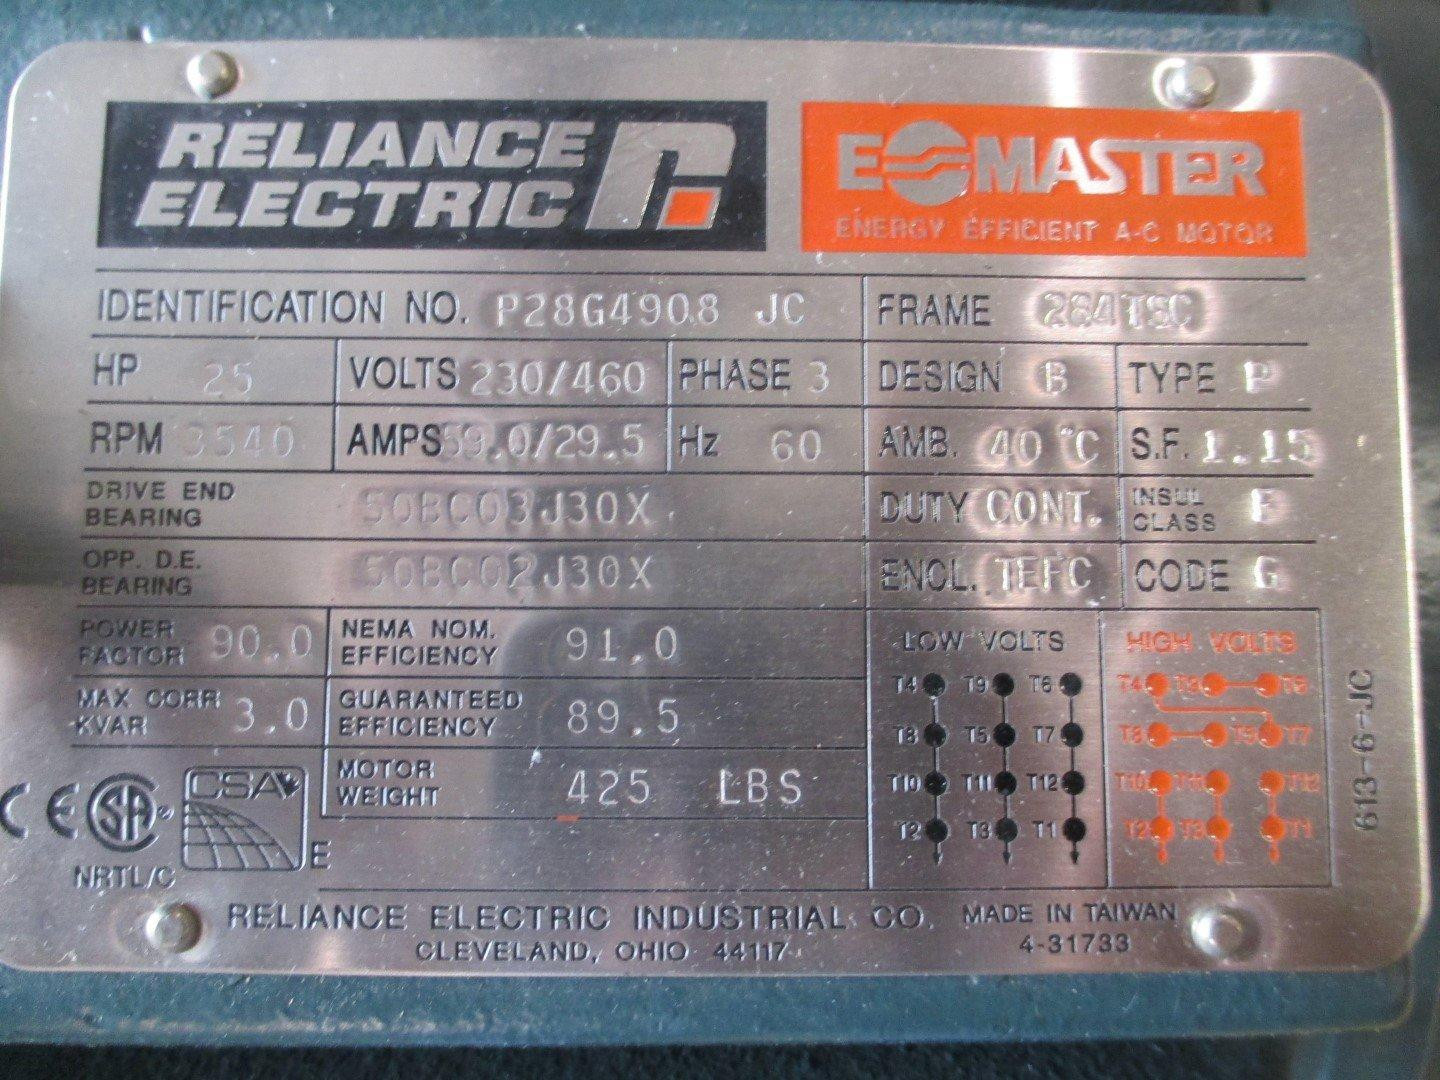 RELIANCE
ELECTRIC
E MASTER
ENERGY EFFICIENT A-C MOTOR
IDENTIFICATION NO. P28G4908 JC FRAME 284TSC
HP 25 VOLTS 230/460 PHASE 3 DESIGN B TYPE P
RPM 3540 AMPS 59.0/29.5 Hz 60 AMB. 40 °C S.F. 1.15
DRIVE END
BEARING 50BC03J30X DUTY CONT. INSUL
CLASS F
OPP. D.E.
BEARING 50BC02J30X ENCL. TEFC CODE G
POWER
FACTOR 90.0 NEMA NOM.
EFFICIENCY 91.0
MAX CORR
KVAR 3.0 GUARANTEED
EFFICIENCY 89.5
MOTOR
WEIGHT 425 LBS
LOW VOLTS
T4 T9 T6
T8 T5 T7
T10 T11 T12
T2 T3 T1
HIGH VOLTS
T4 T9 T6
T8 T5 T7
T10 T11 T12
T2 T3 T1
CE SA ® CSA E
NRTL/C
RELIANCE ELECTRIC INDUSTRIAL CO. MADE IN TAIWAN
CLEVELAND, OHIO 44117 4-31733
613-6-JC